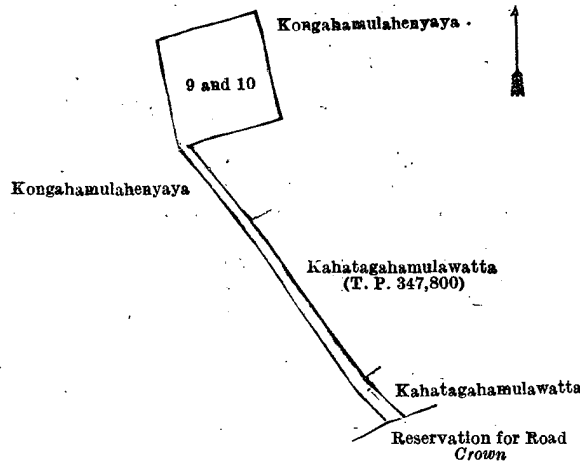 Kongahamulahenyaya .
9 and 10
Kongahamulahenyaya
Kahatagahamulawatta
(T. P. 347,800)
Kahatagahamulawatta
Reservation for Road
Crown